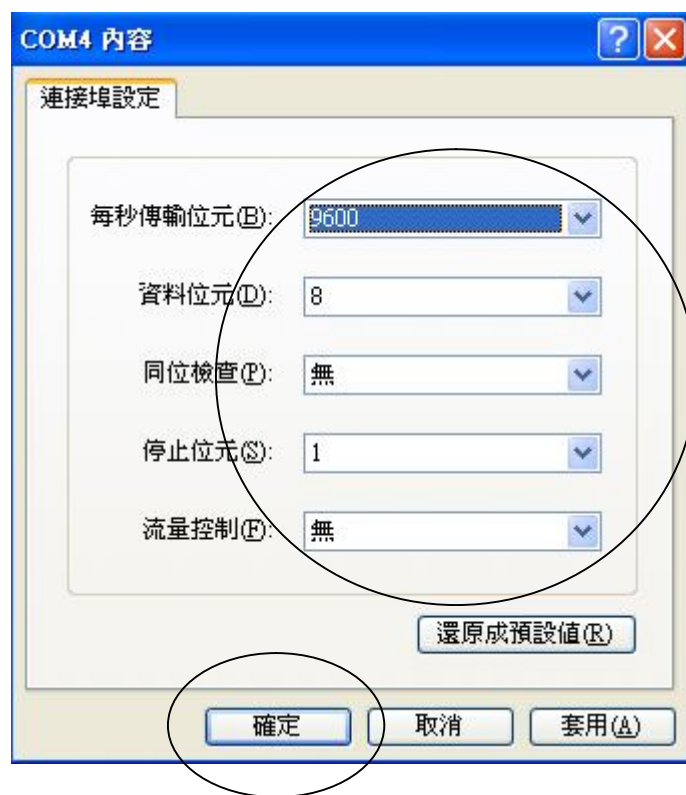 COM4 內容
連接埠設定
每秒傳輸位元(B): 9600
資料位元(D): 8
同位檢查(P): 無
停止位元(S): 1
流量控制(F): 無
還原成預設值(R)
確定 取消 套用(A)